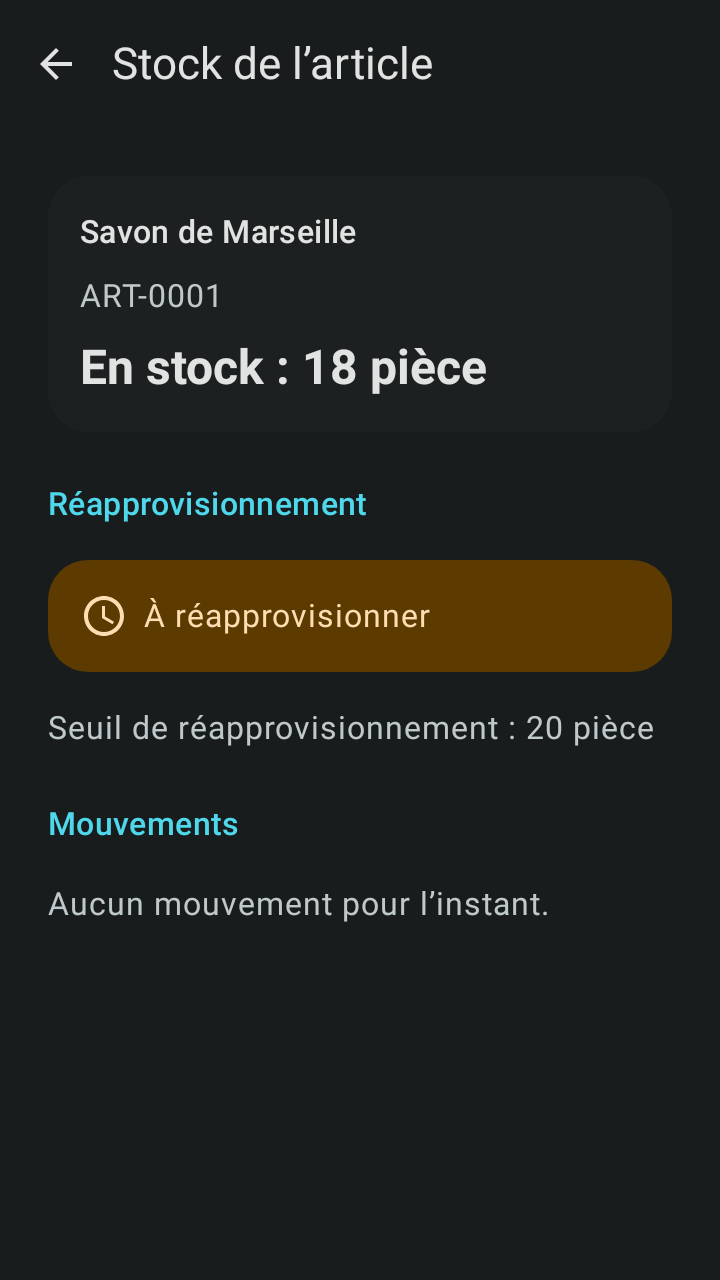 Stock de l’article
Savon de Marseille
ART-0001
En stock : 18 pièce
Réapprovisionnement
À réapprovisionner
Seuil de réapprovisionnement : 20 pièce
Mouvements
Aucun mouvement pour l’instant.